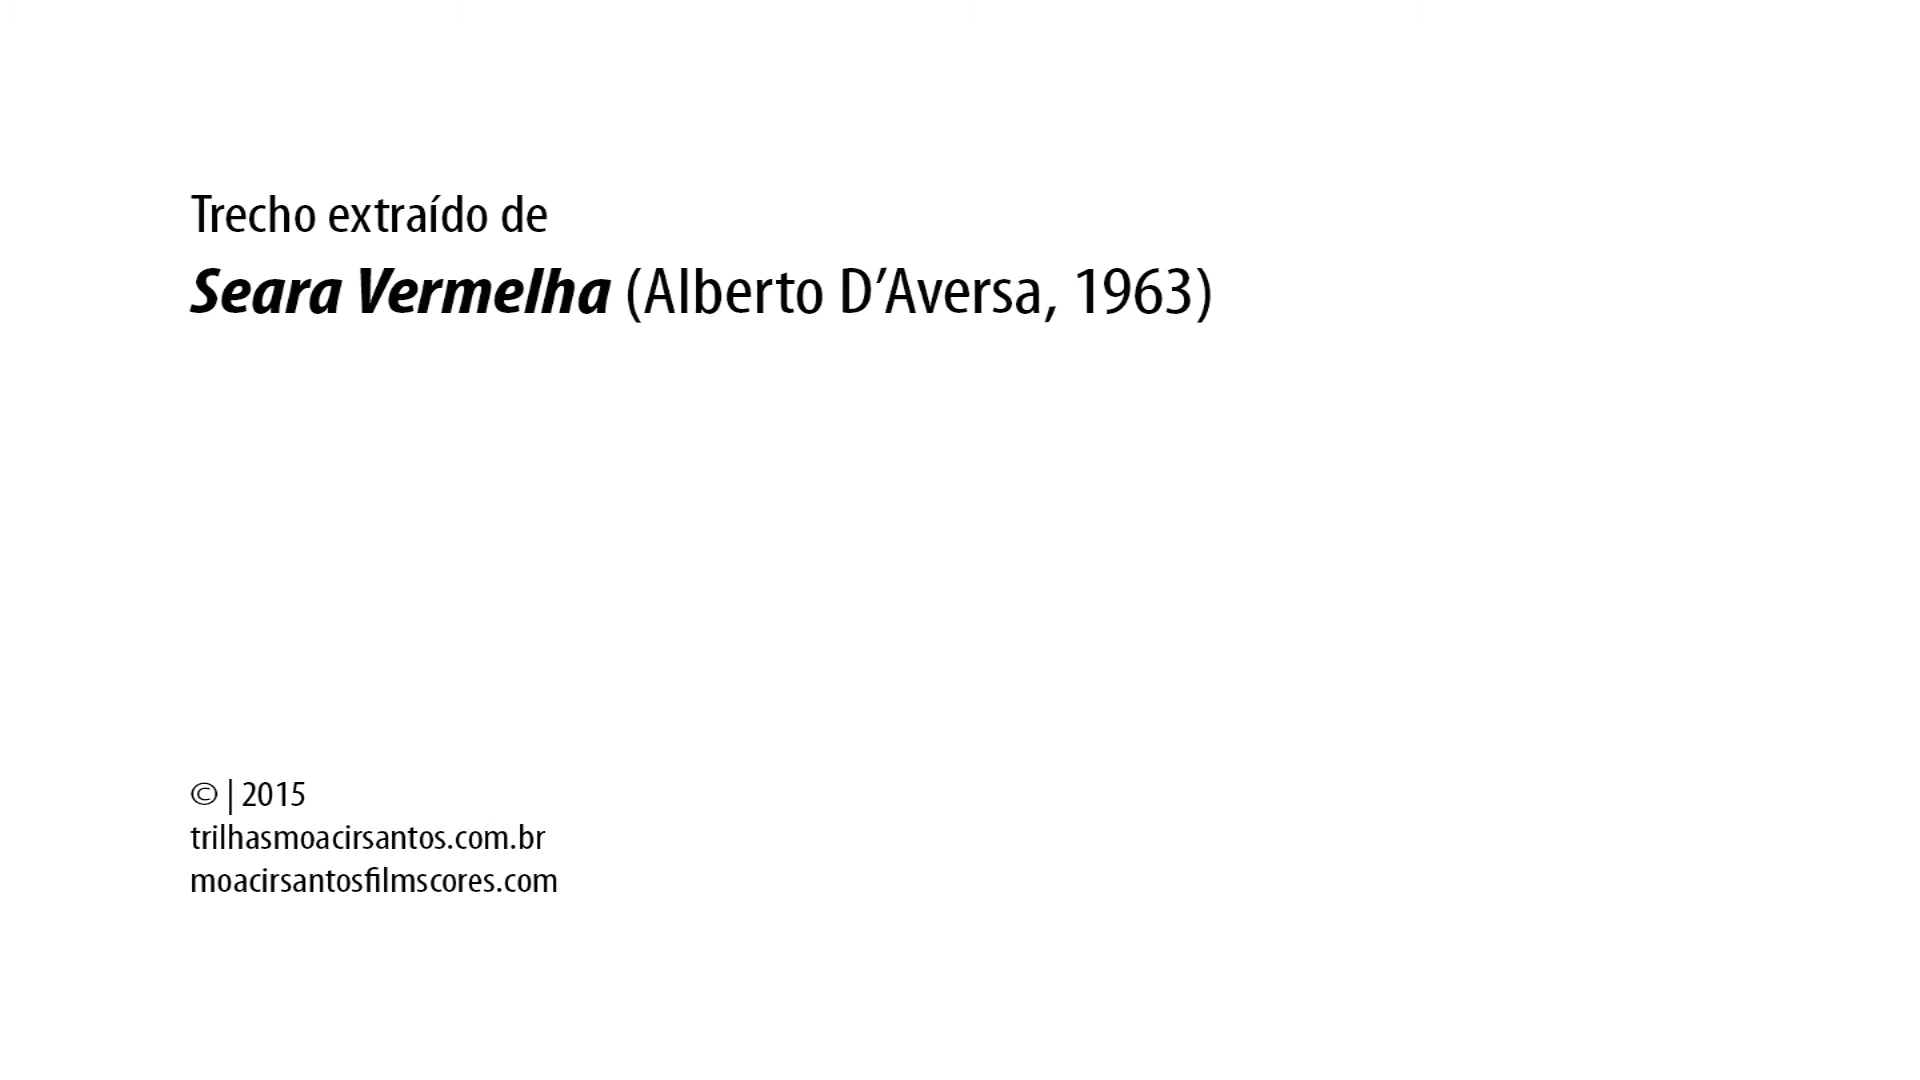 Trecho extraído de
Seara Vermelha (Alberto D’Aversa, 1963)
© | 2015
trilhasmoacirsantos.com.br
moacirsantosfilmscores.com